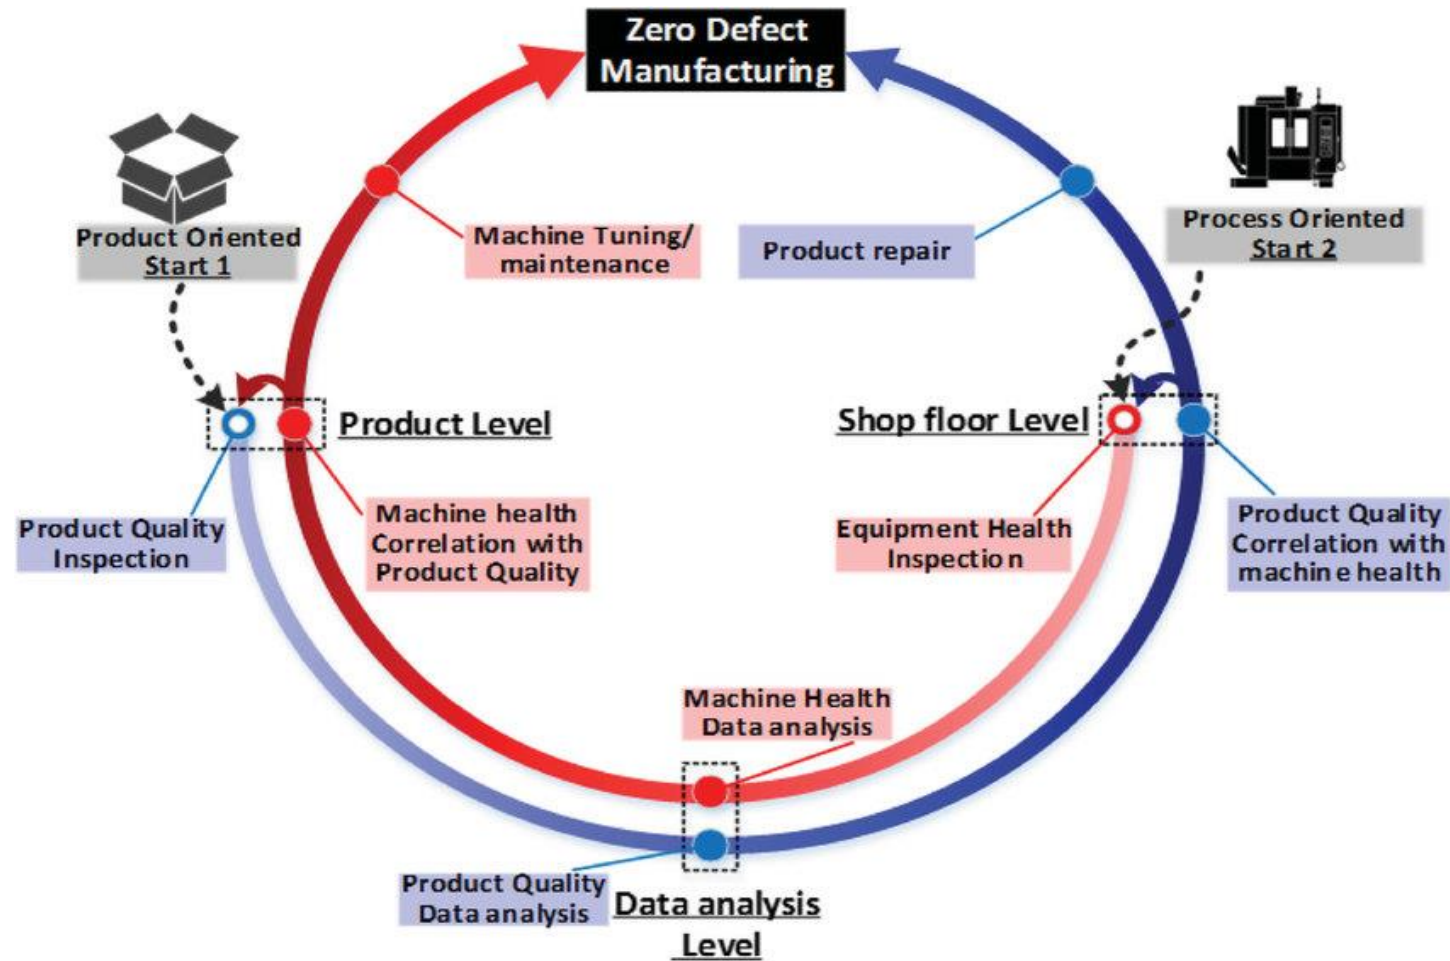 Zero Defect
Manufacturing
Product Oriented
Start 1
Machine Tuning/
maintenance
Product repair
Process Oriented
Start 2
Product Level
Shop floor Level
Product Quality
Inspection
Machine health
Correlation with
Product Quality
Equipment Health
Inspection
Product Quality
Correlation with
machine health
Machine Health
Data analysis
Product Quality
Data analysis
Data analysis
Level